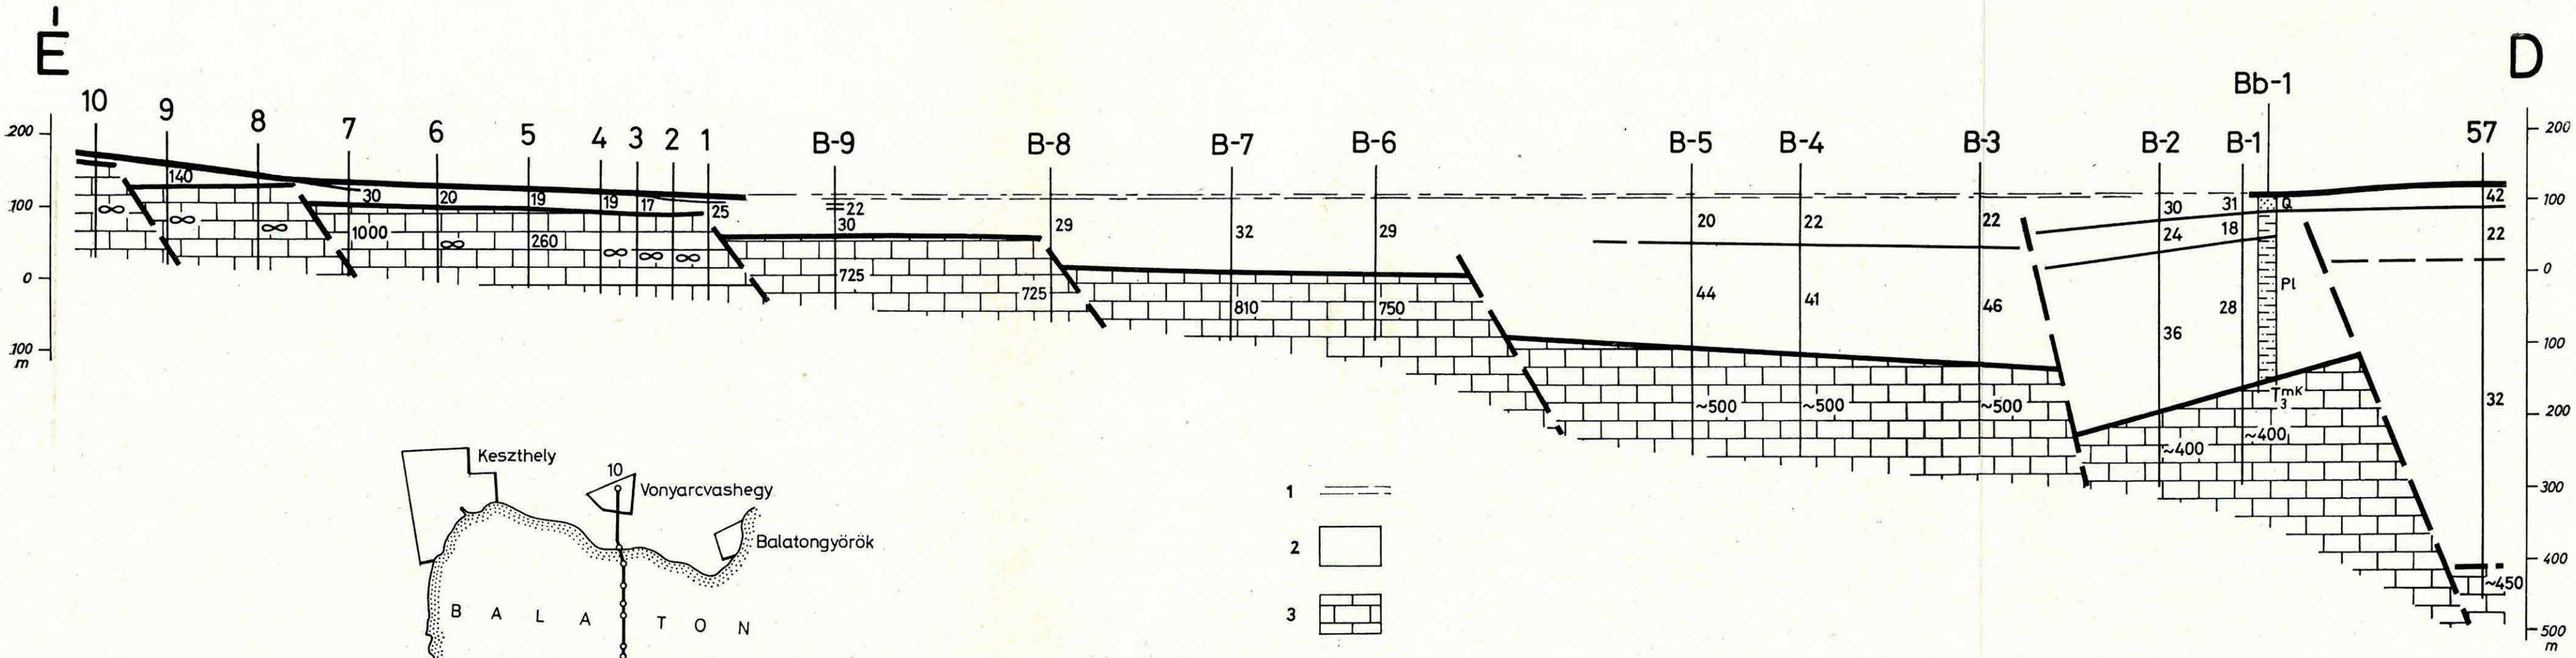 É D
Bb-1
10 9 8 7 6 5 4 3 2 1 B-9 B-8 B-7 B-6 B-5 B-4 B-3 B-2 B-1 57
200 200
140 30 20 19 19 17 25 22 30 31 Q 42
100 100
∞ ∞ ∞ 1000 ∞ 260 ∞ ∞ ∞ 30 29 32 29 20 22 22 24 18 22
0 0
725 725 810 750 44 41 46 36 28 Pl
100 100
m
~500 ~500 ~500 T₃ᵐᵏ 32
200
~400 ~400
300
400
~450
500
m
Keszthely
10
Vonyarcvashegy
Balatongyörök
B A L A T O N
1
2
3